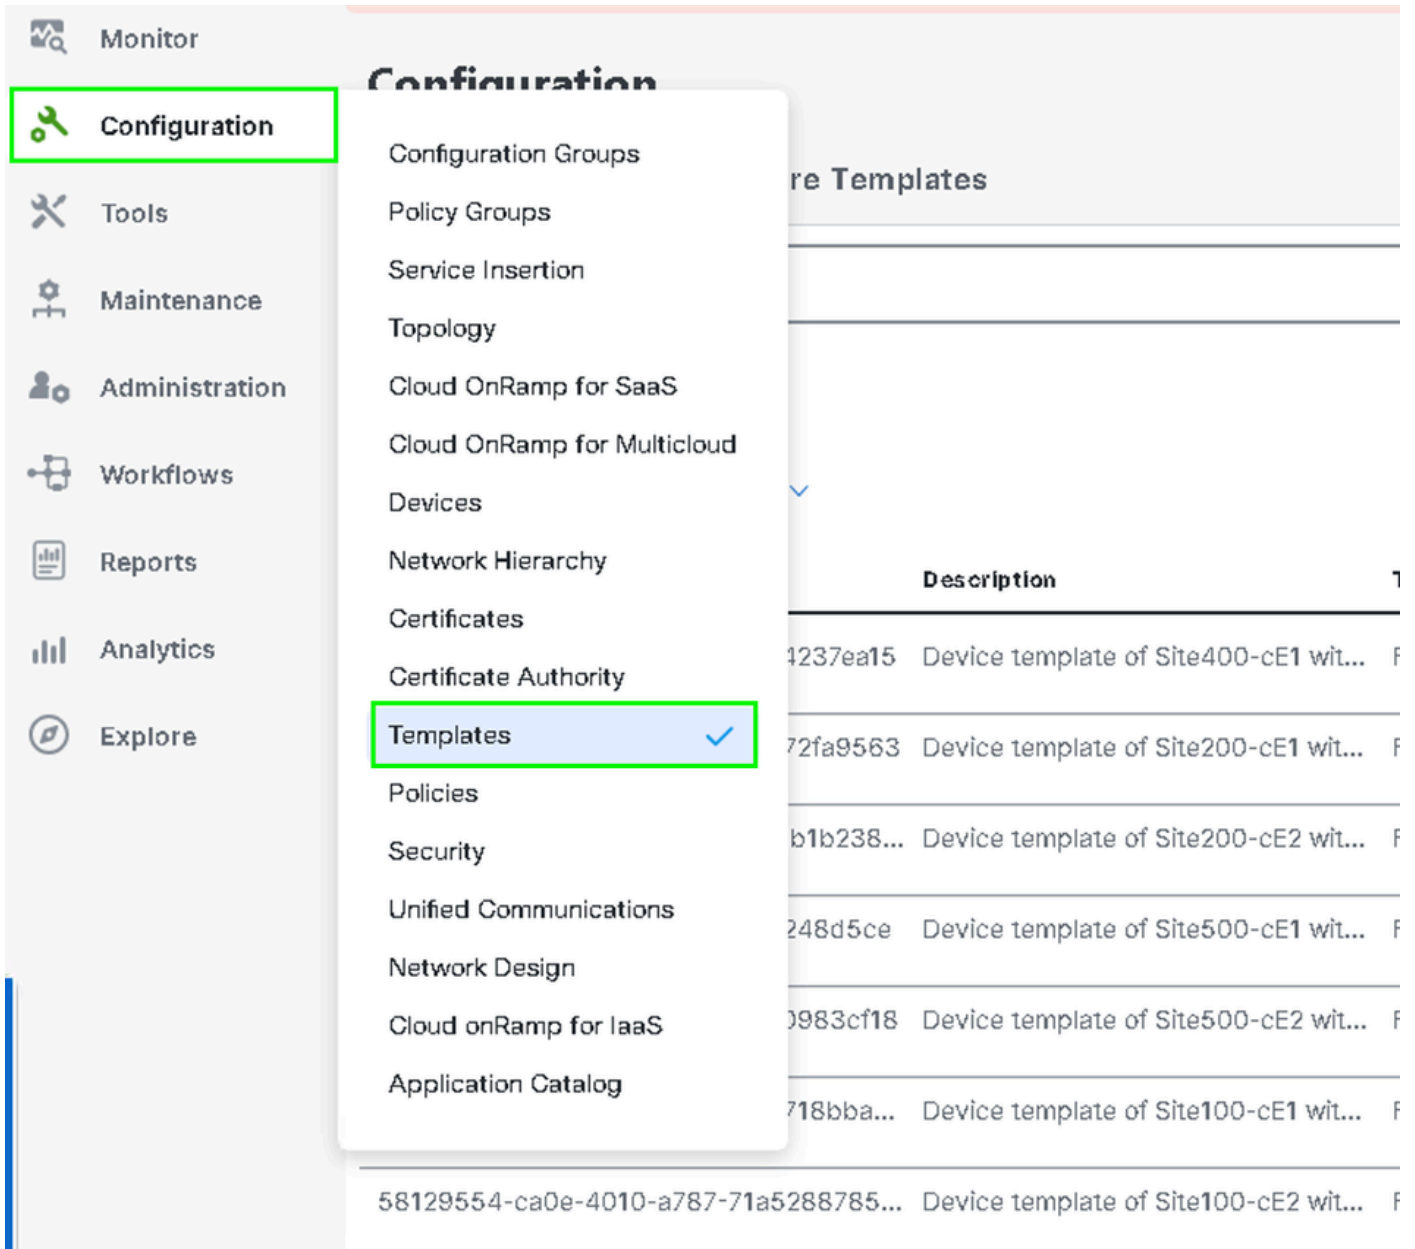 Monitor
Configuration
Tools
Maintenance
Administration
Workflows
Reports
Analytics
Explore
Configuration
Configuration Groups
Policy Groups
Service Insertion
Topology
Cloud OnRamp for SaaS
Cloud OnRamp for Multicloud
Devices
Network Hierarchy
Certificates
Certificate Authority
Templates
Policies
Security
Unified Communications
Network Design
Cloud onRamp for IaaS
Application Catalog
re Templates
Description
4237ea15 Device template of Site400-cE1 wit...
72fa9563 Device template of Site200-cE1 wit...
b1b238... Device template of Site200-cE2 wit...
248d5ce Device template of Site500-cE1 wit...
0983cf18 Device template of Site500-cE2 wit...
718bba... Device template of Site100-cE1 wit...
58129554-ca0e-4010-a787-71a5288785... Device template of Site100-cE2 wit...